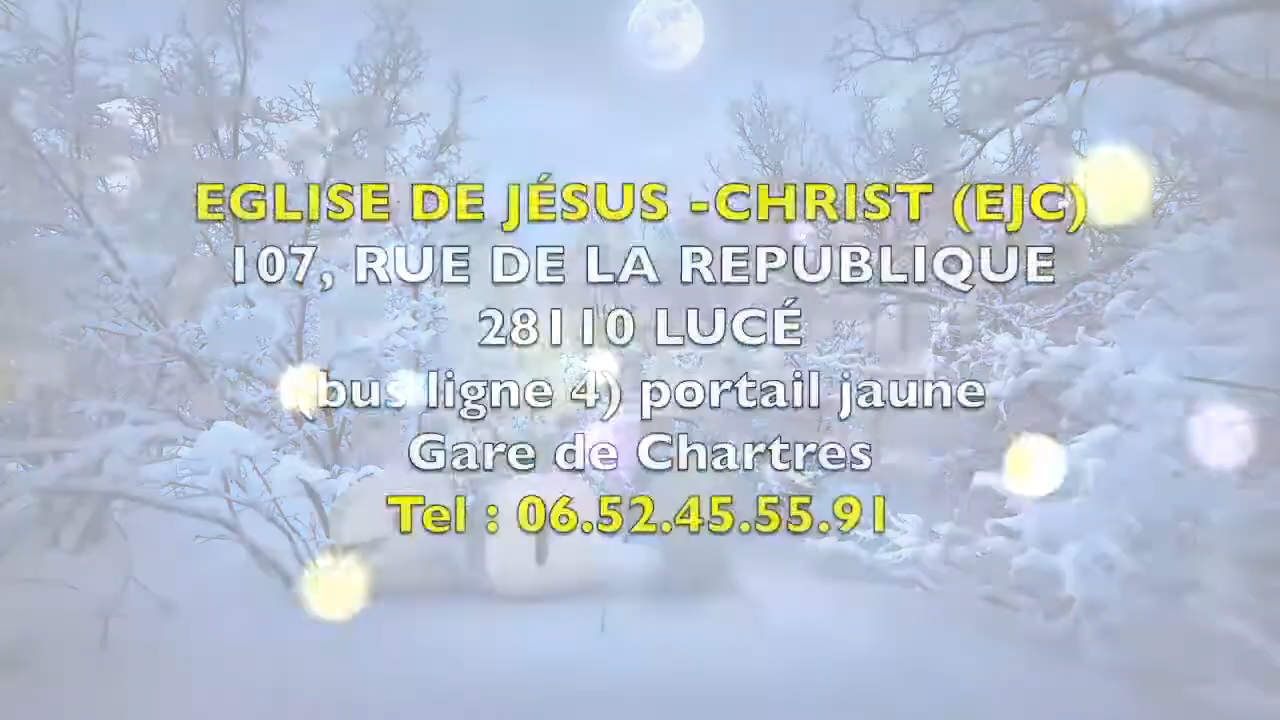 EGLISE DE JÉSUS -CHRIST (EJC)
107, RUE DE LA REPUBLIQUE
28110 LUCÉ
(bus ligne 4) portail jaune
Gare de Chartres
Tel : 06.52.45.55.91